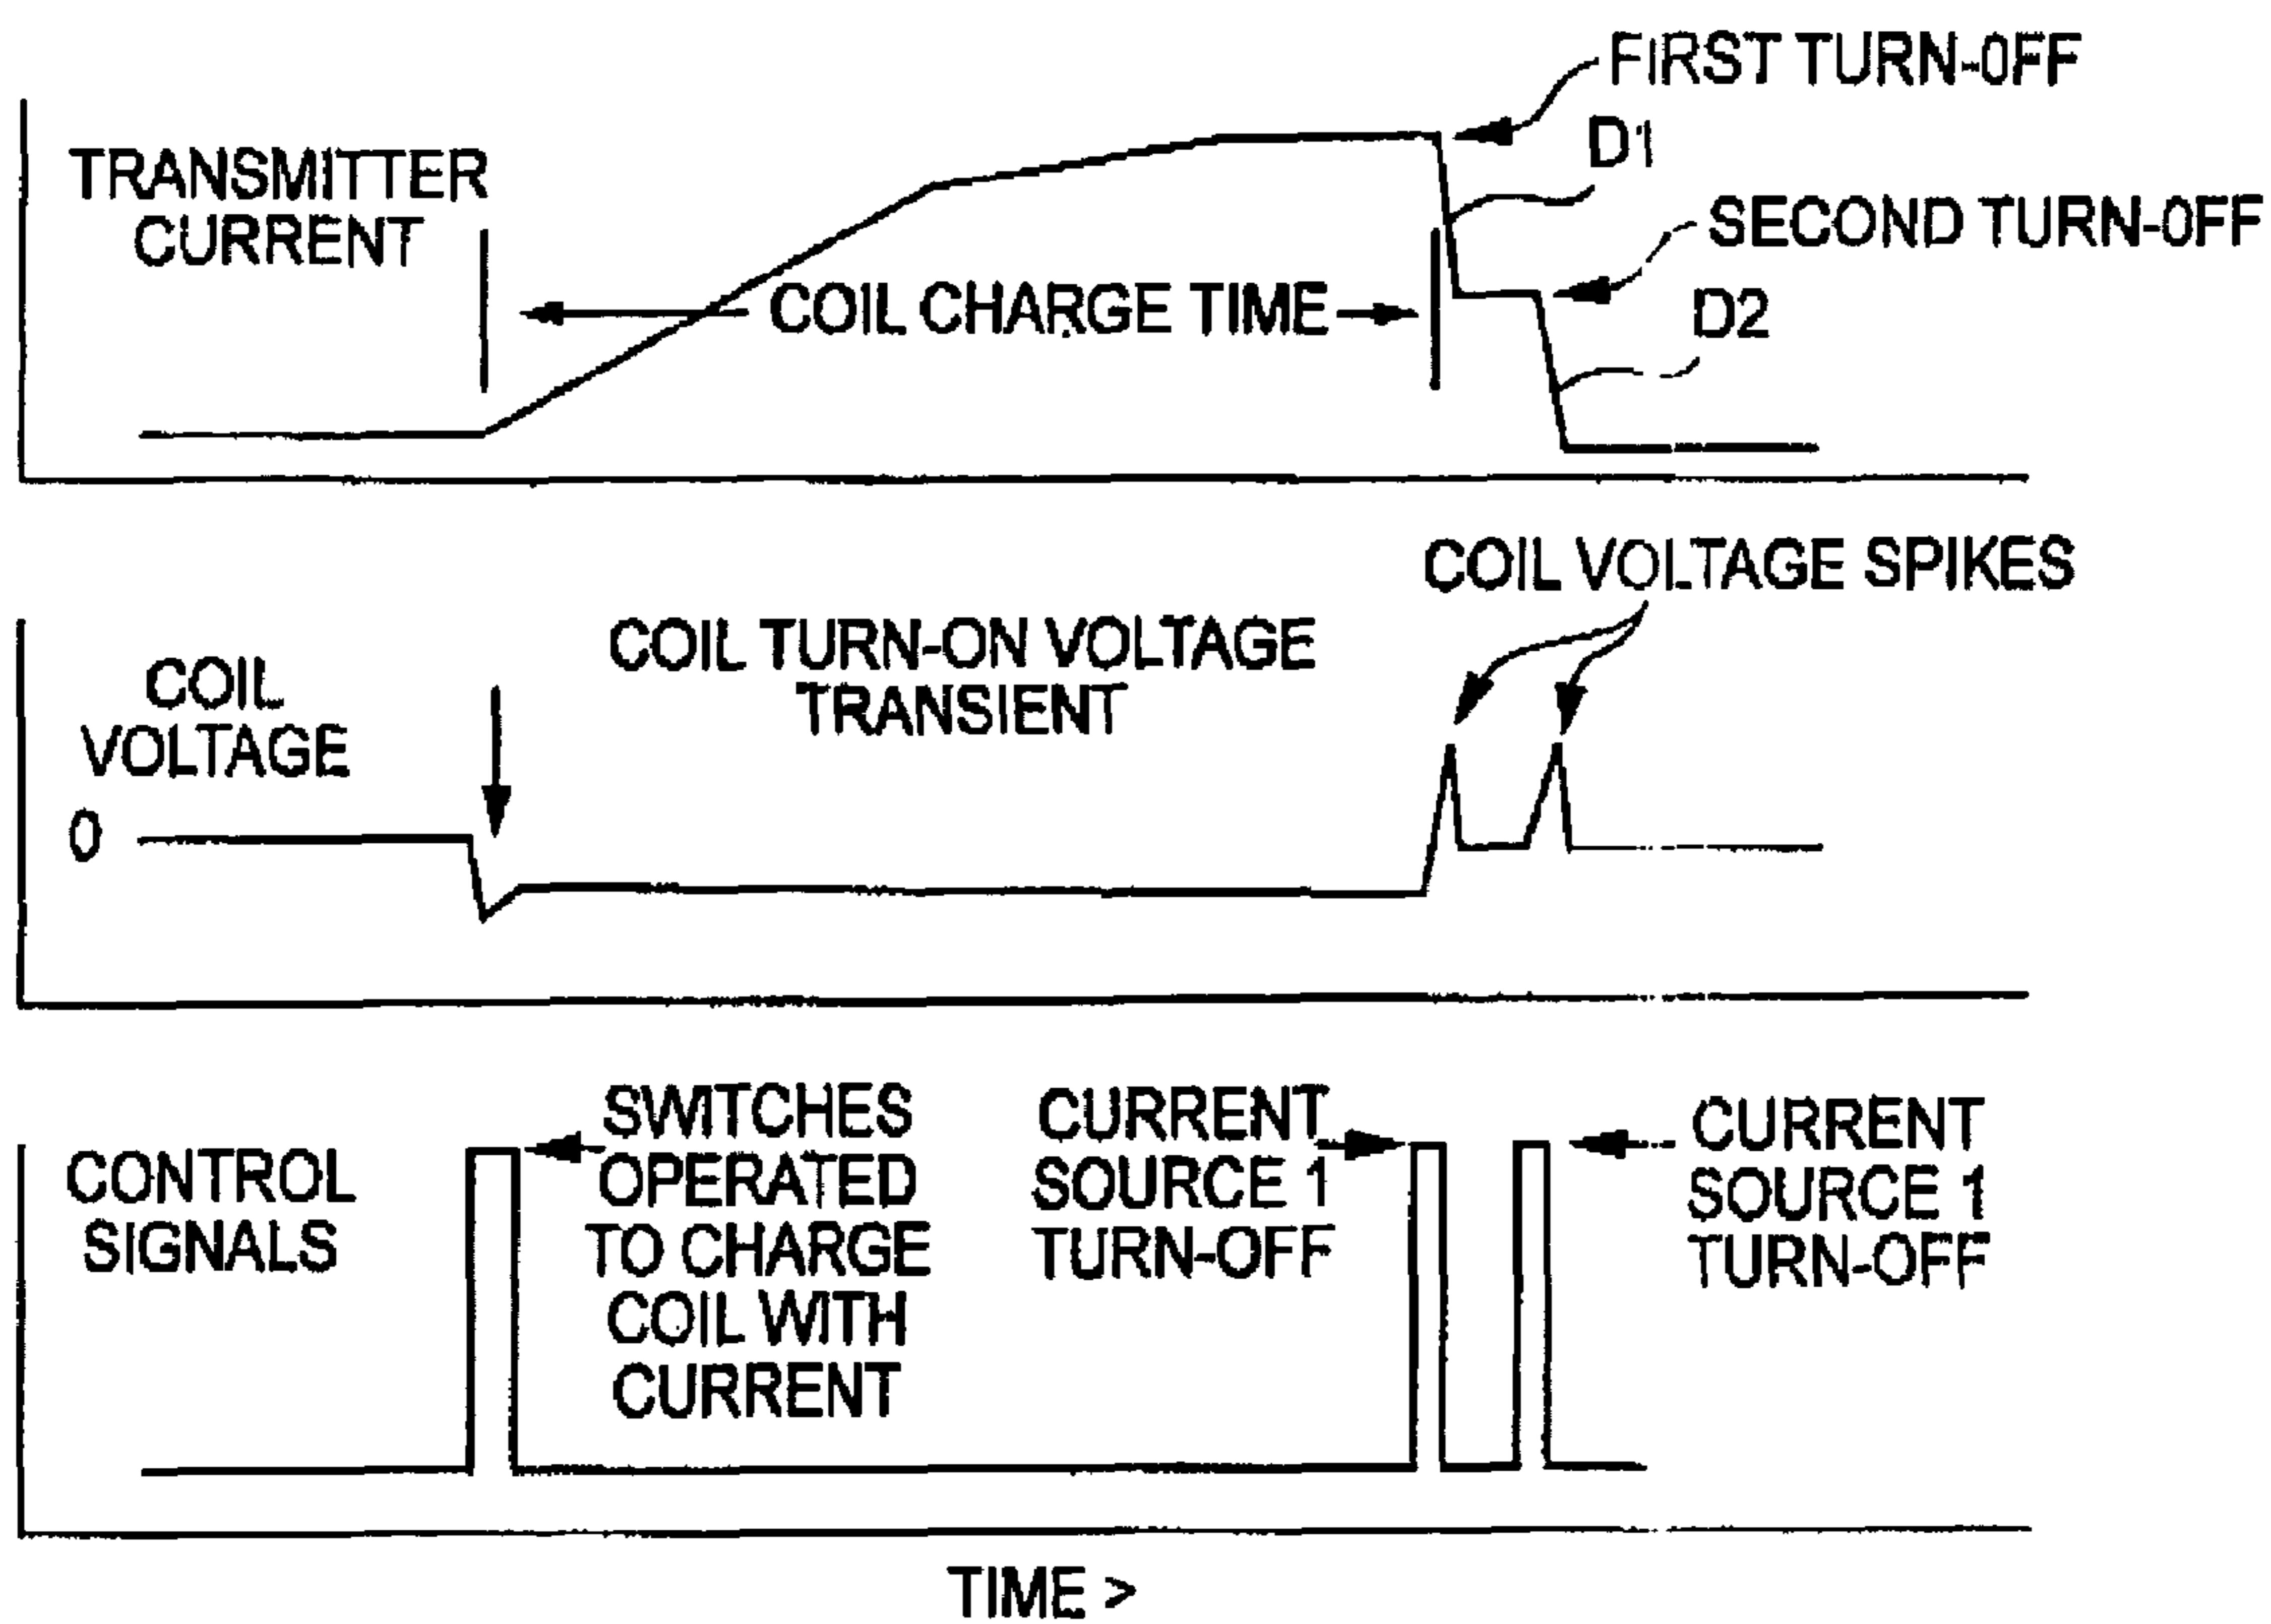 FIRST TURN-OFF
D1
TRANSMITTER
CURRENT
SECOND TURN-OFF
COIL CHARGE TIME
D2
COIL VOLTAGE SPIKES
COIL TURN-ON VOLTAGE
TRANSIENT
COIL
VOLTAGE
0
CONTROL
SIGNALS
SWITCHES
OPERATED
TO CHARGE
COIL WITH
CURRENT
CURRENT
SOURCE 1
TURN-OFF
CURRENT
SOURCE 1
TURN-OFF
TIME >